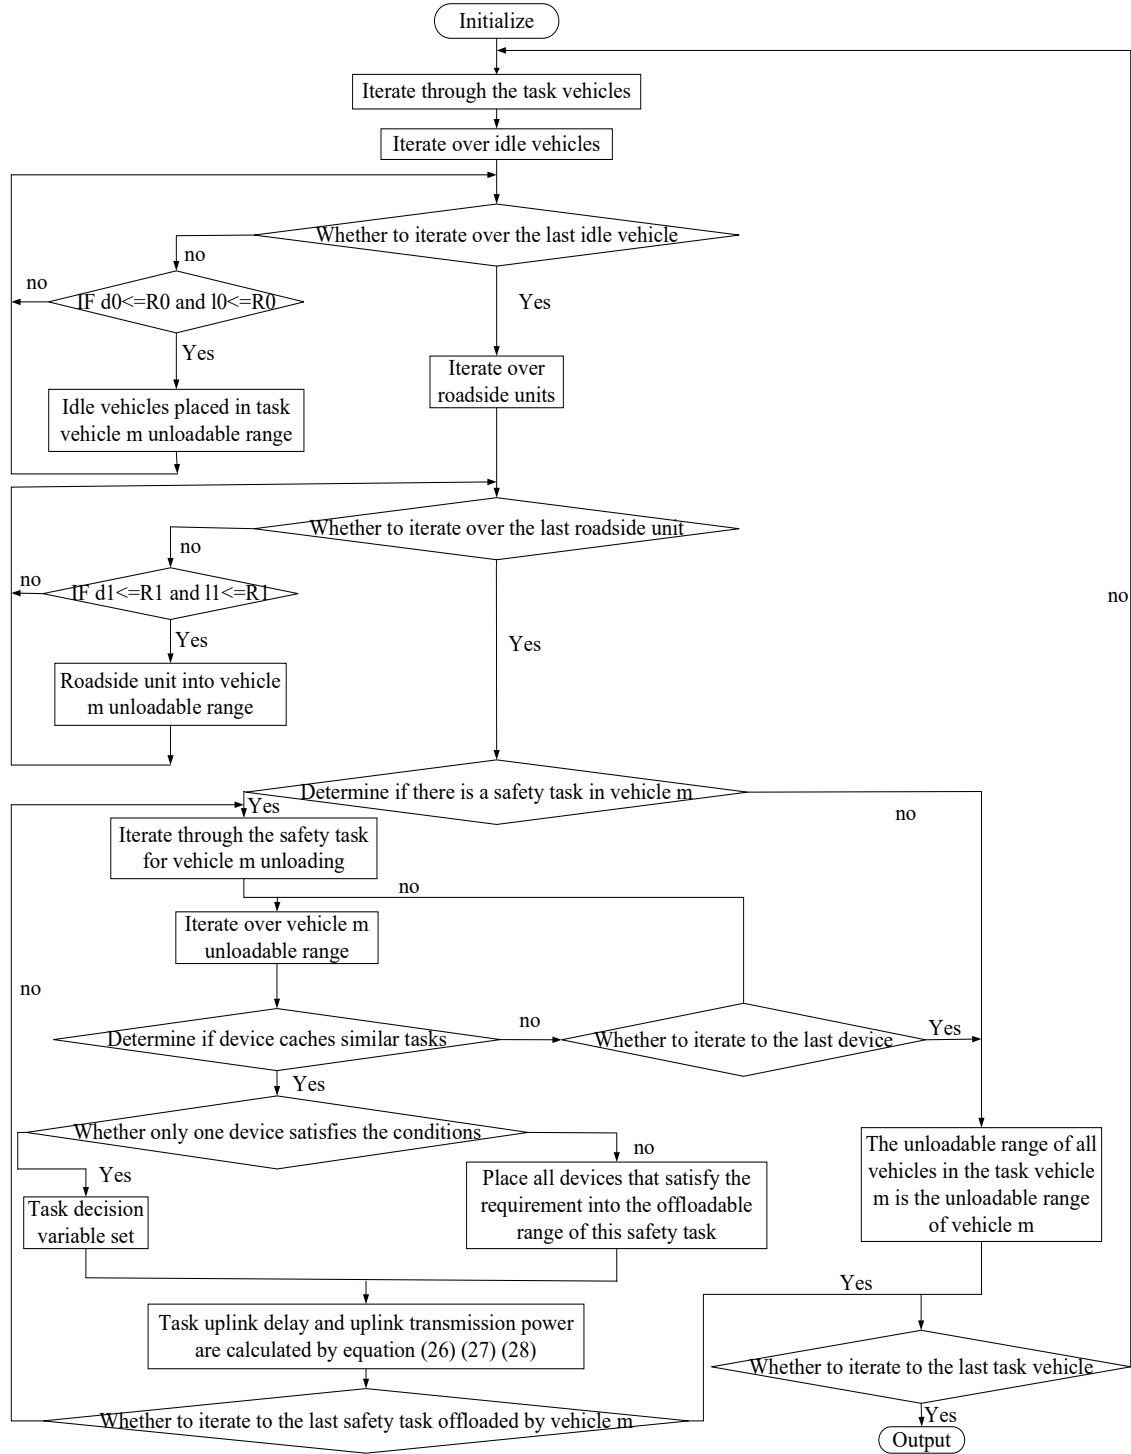 Initialize
Iterate through the task vehicles
Iterate over idle vehicles
Whether to iterate over the last idle vehicle
no
no
IF d0<=R0 and l0<=R0
Yes
Yes
Iterate over
roadside units
Idle vehicles placed in task
vehicle m unloadable range
Whether to iterate over the last roadside unit
no
no
IF d1<=R1 and l1<=R1
no
Yes
Yes
Roadside unit into vehicle
m unloadable range
Determine if there is a safety task in vehicle m
Yes
no
Iterate through the safety task
for vehicle m unloading
no
Iterate over vehicle m
unloadable range
no
Determine if device caches similar tasks
no
Whether to iterate to the last device
Yes
Yes
Whether only one device satisfies the conditions
no
Yes
The unloadable range of all
vehicles in the task vehicle
m is the unloadable range
of vehicle m
Place all devices that satisfy the
requirement into the offloadable
range of this safety task
Task decision
variable set
Yes
Task uplink delay and uplink transmission power
are calculated by equation (26) (27) (28)
Whether to iterate to the last task vehicle
Whether to iterate to the last safety task offloaded by vehicle m
Yes
Output